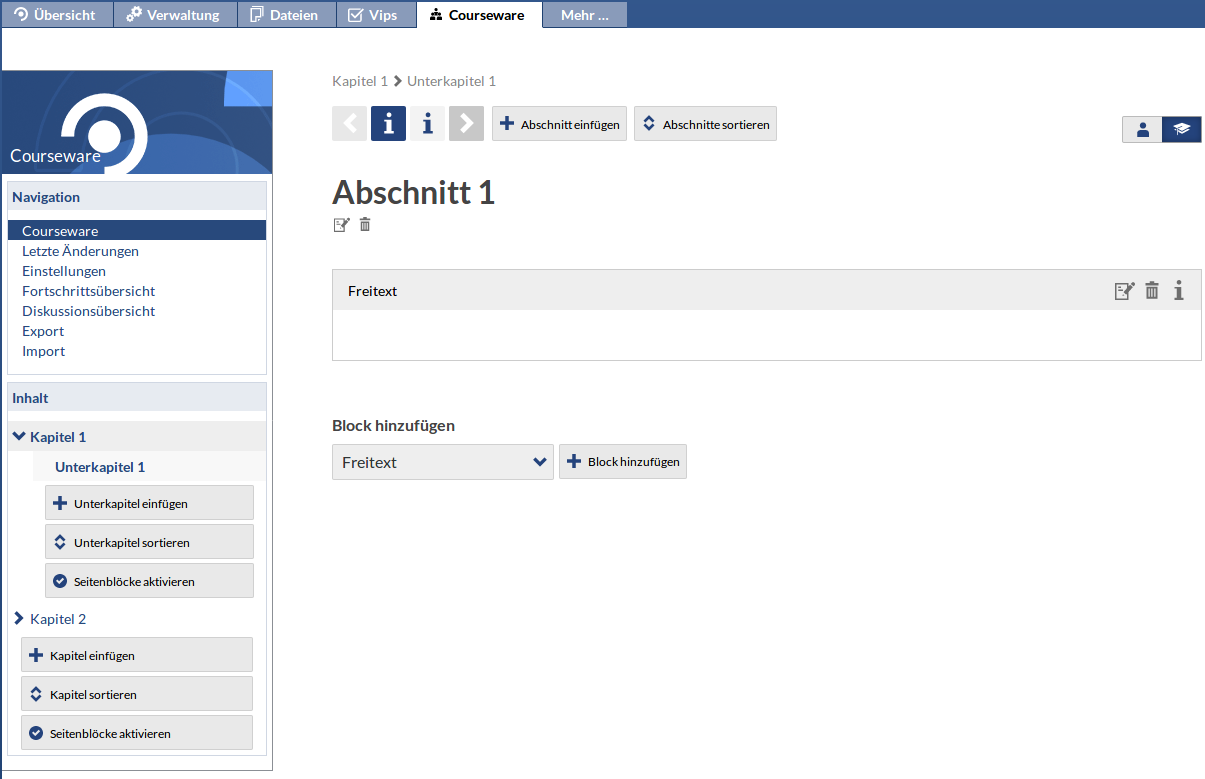 Übersicht Verwaltung Dateien Vips Courseware Mehr ...
Courseware
Navigation
Courseware
Letzte Änderungen
Einstellungen
Fortschrittsübersicht
Diskussionsübersicht
Export
Import
Inhalt
Kapitel 1
Unterkapitel 1
Unterkapitel einfügen
Unterkapitel sortieren
Seitenblöcke aktivieren
Kapitel 2
Kapitel einfügen
Kapitel sortieren
Seitenblöcke aktivieren
Kapitel 1 Unterkapitel 1
Abschnitt einfügen Abschnitte sortieren
Abschnitt 1
Freitext
Block hinzufügen
Freitext Block hinzufügen